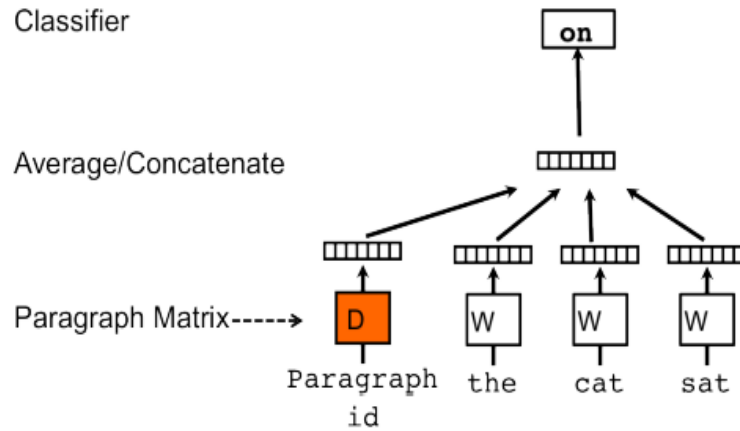 Classifier
on
Average/Concatenate
Paragraph Matrix
D
W
W
W
Paragraph
id
the
cat
sat